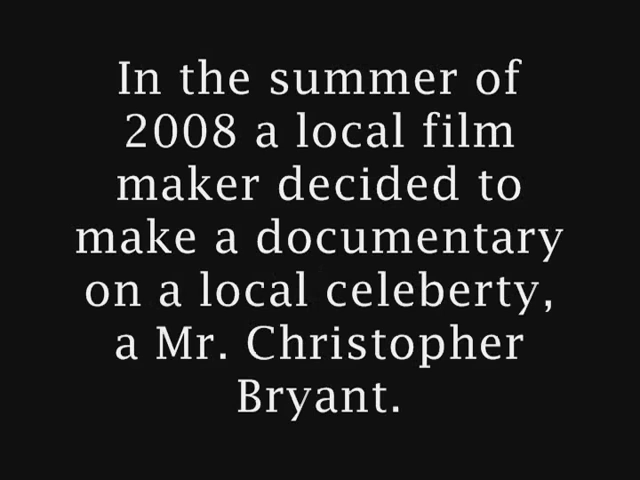 In the summer of
2008 a local film
maker decided to
make a documentary
on a local celeberty,
a Mr. Christopher
Bryant.